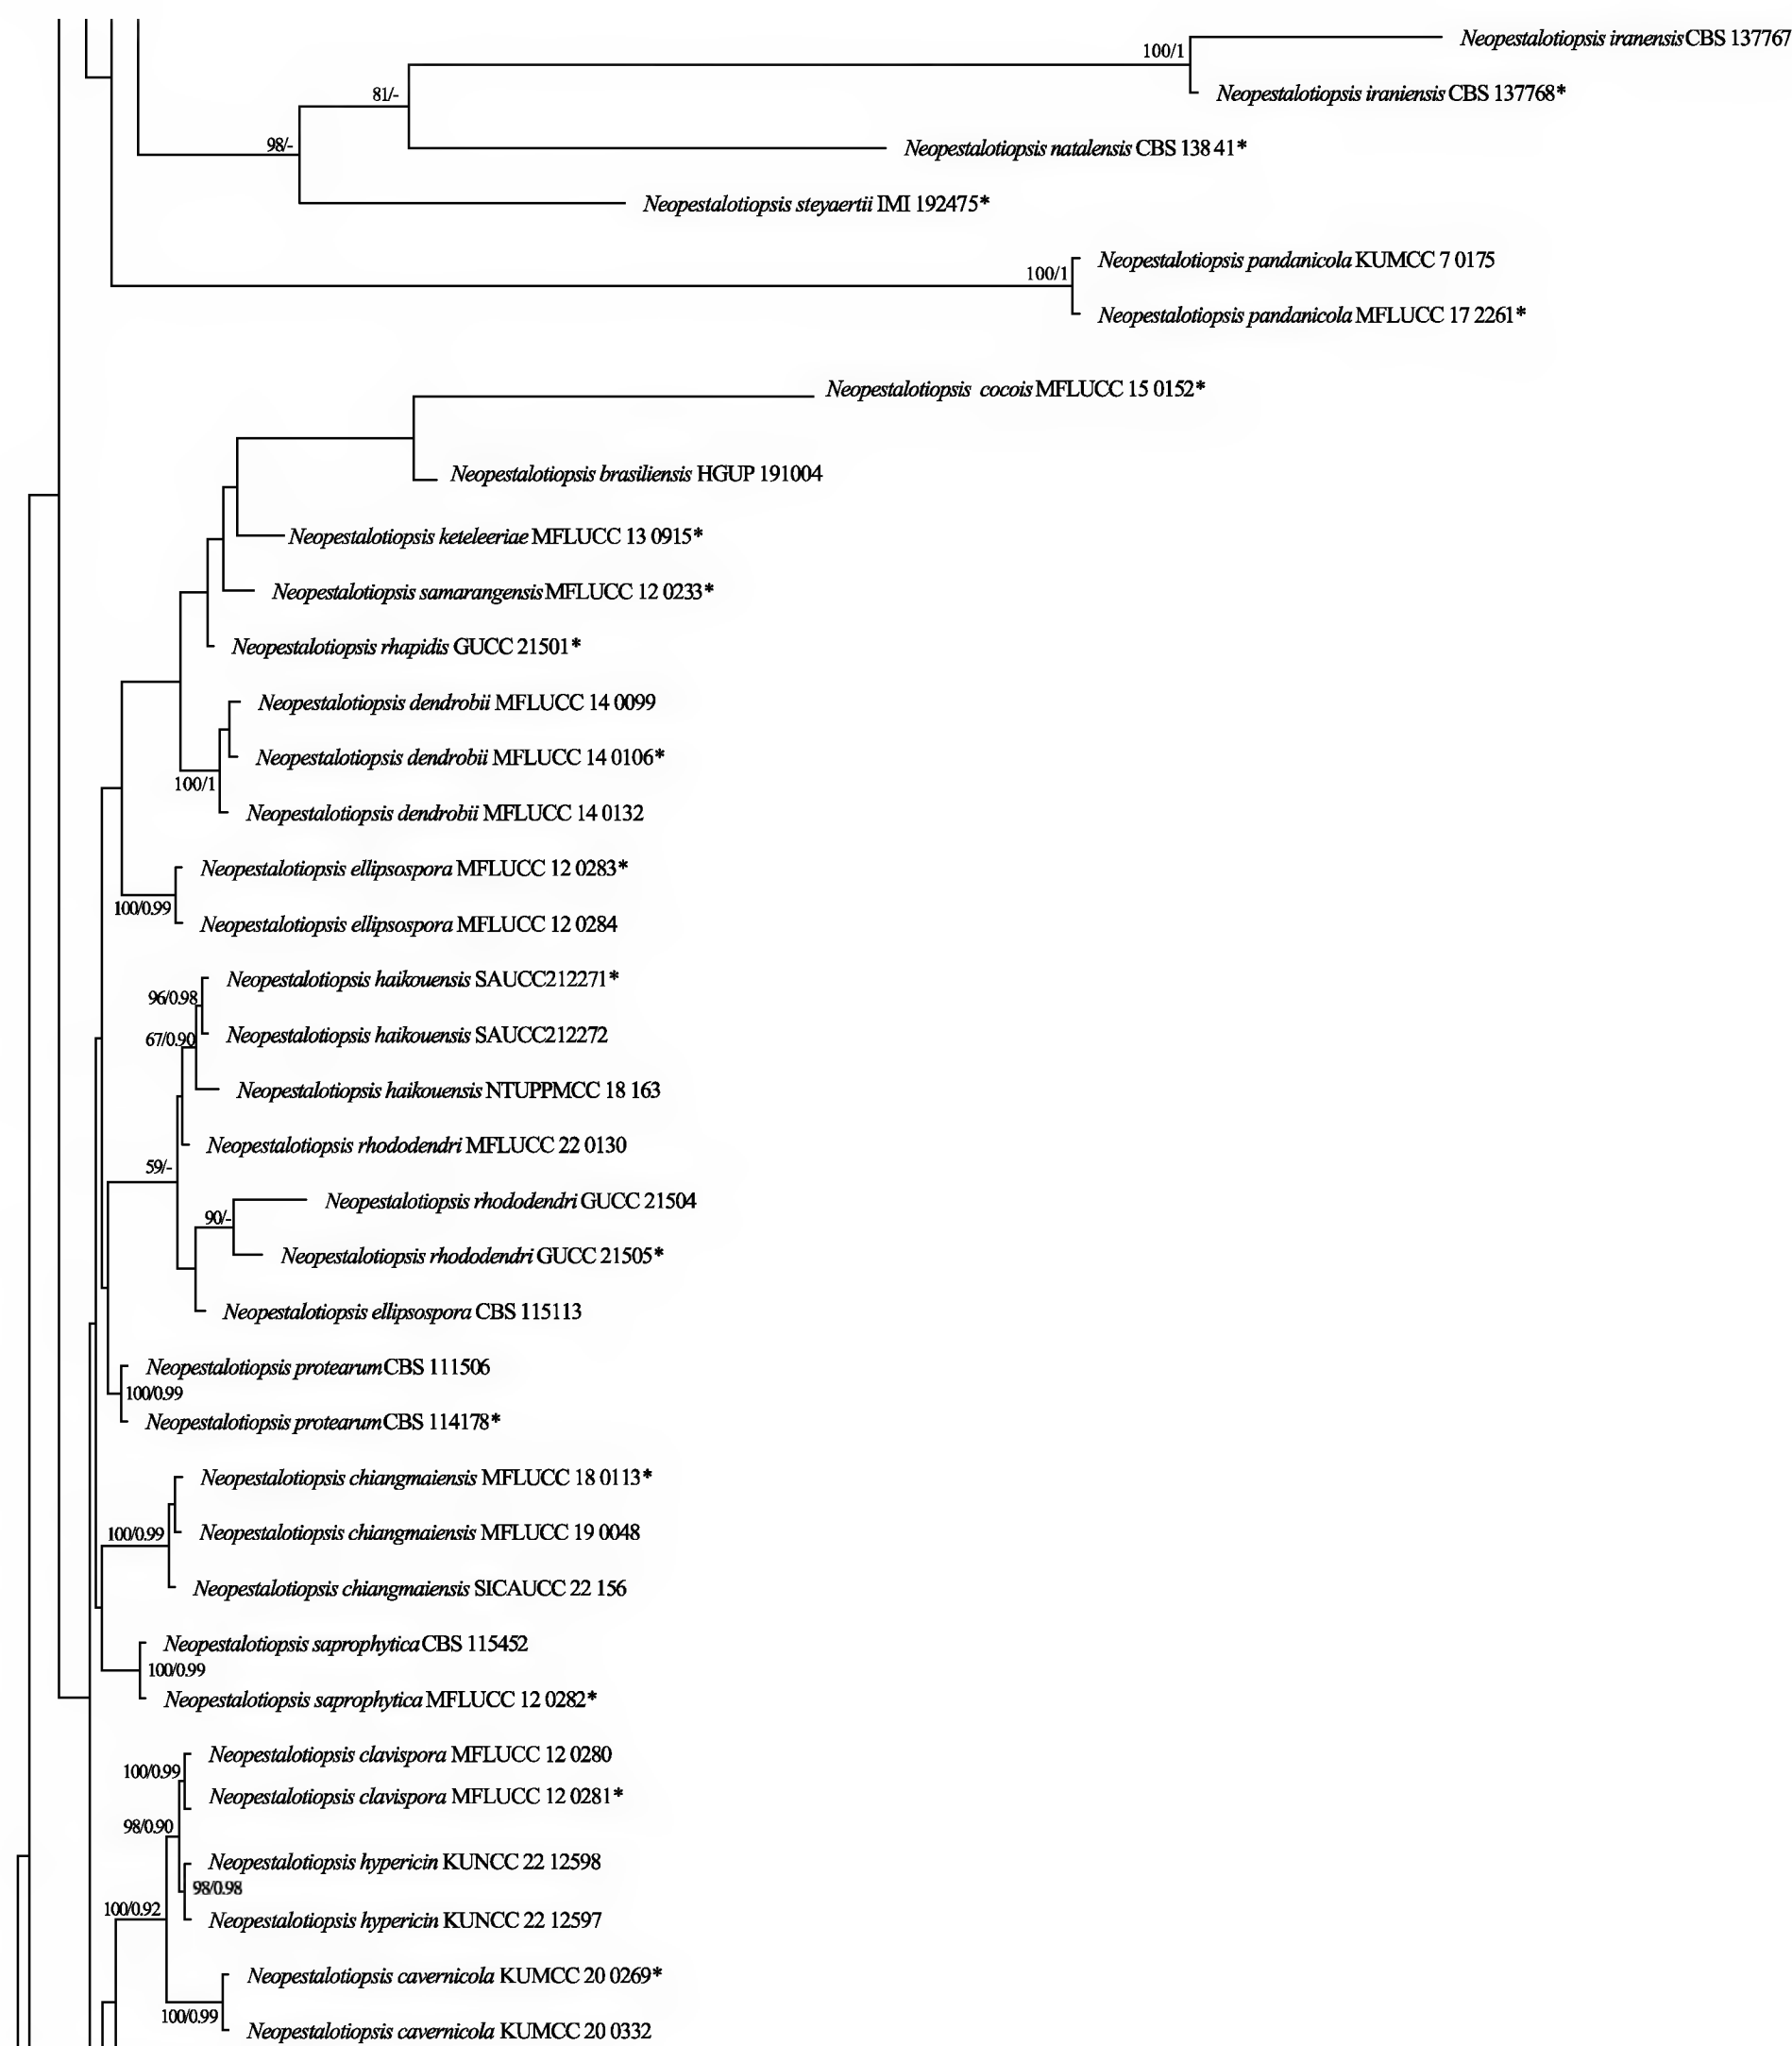 Neopestalotiopsis iranensis CBS 137767
100/1
Neopestalotiopsis iraniensis CBS 137768*
81/-
Neopestalotiopsis natalensis CBS 138 41*
98/-
Neopestalotiopsis steyaertii IMI 192475*
Neopestalotiopsis pandanicola KUMCC 7 0175
100/1
Neopestalotiopsis pandanicola MFLUCC 17 2261*
Neopestalotiopsis cocois MFLUCC 15 0152*
Neopestalotiopsis brasiliensis HGUP 191004
Neopestalotiopsis keteleeriae MFLUCC 13 0915*
Neopestalotiopsis samarangensis MFLUCC 12 0233*
Neopestalotiopsis rhapidis GUCC 21501*
Neopestalotiopsis dendrobii MFLUCC 14 0099
Neopestalotiopsis dendrobii MFLUCC 14 0106*
100/1
Neopestalotiopsis dendrobii MFLUCC 14 0132
Neopestalotiopsis ellipsospora MFLUCC 12 0283*
100/0.99
Neopestalotiopsis ellipsospora MFLUCC 12 0284
Neopestalotiopsis haikouensis SAUCC212271*
96/0.98
Neopestalotiopsis haikouensis SAUCC212272
67/0.90
Neopestalotiopsis haikouensis NTUPPMCC 18 163
Neopestalotiopsis rhododendri MFLUCC 22 0130
59/-
Neopestalotiopsis rhododendri GUCC 21504
90/-
Neopestalotiopsis rhododendri GUCC 21505*
Neopestalotiopsis ellipsospora CBS 115113
Neopestalotiopsis protearum CBS 111506
100/0.99
Neopestalotiopsis protearum CBS 114178*
Neopestalotiopsis chiangmaiensis MFLUCC 18 0113*
Neopestalotiopsis chiangmaiensis MFLUCC 19 0048
100/0.99
Neopestalotiopsis chiangmaiensis SICAUCC 22 156
Neopestalotiopsis saprophytica CBS 115452
100/0.99
Neopestalotiopsis saprophytica MFLUCC 12 0282*
Neopestalotiopsis clavispora MFLUCC 12 0280
100/0.99
Neopestalotiopsis clavispora MFLUCC 12 0281*
98/0.90
Neopestalotiopsis hypericin KUNCC 22 12598
98/0.98
100/0.92
Neopestalotiopsis hypericin KUNCC 22 12597
Neopestalotiopsis cavernicola KUMCC 20 0269*
100/0.99
Neopestalotiopsis cavernicola KUMCC 20 0332